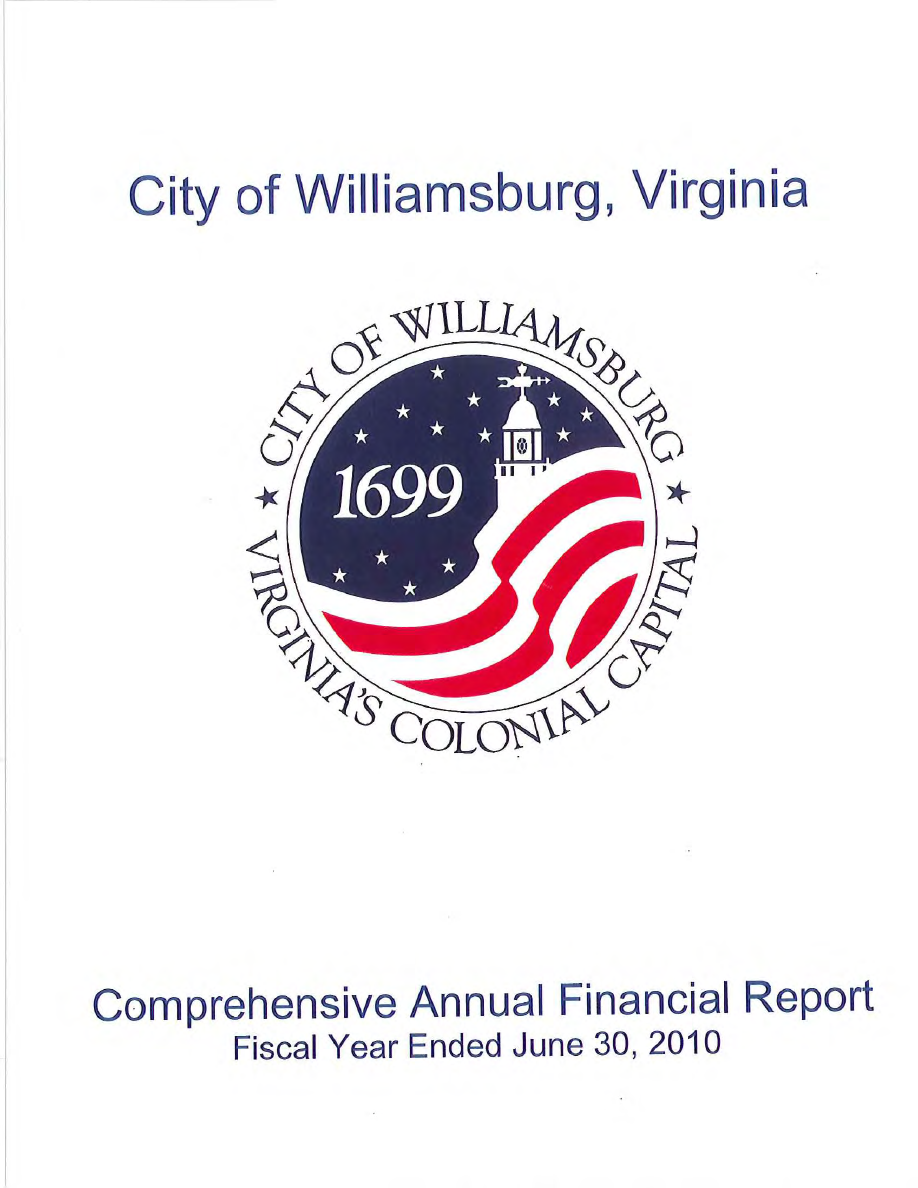 City of Williamsburg, Virginia
★ CITY OF WILLIAMSBURG ★
1699
VIRGINIA'S COLONIAL CAPITAL
Comprehensive Annual Financial Report
Fiscal Year Ended June 30, 2010